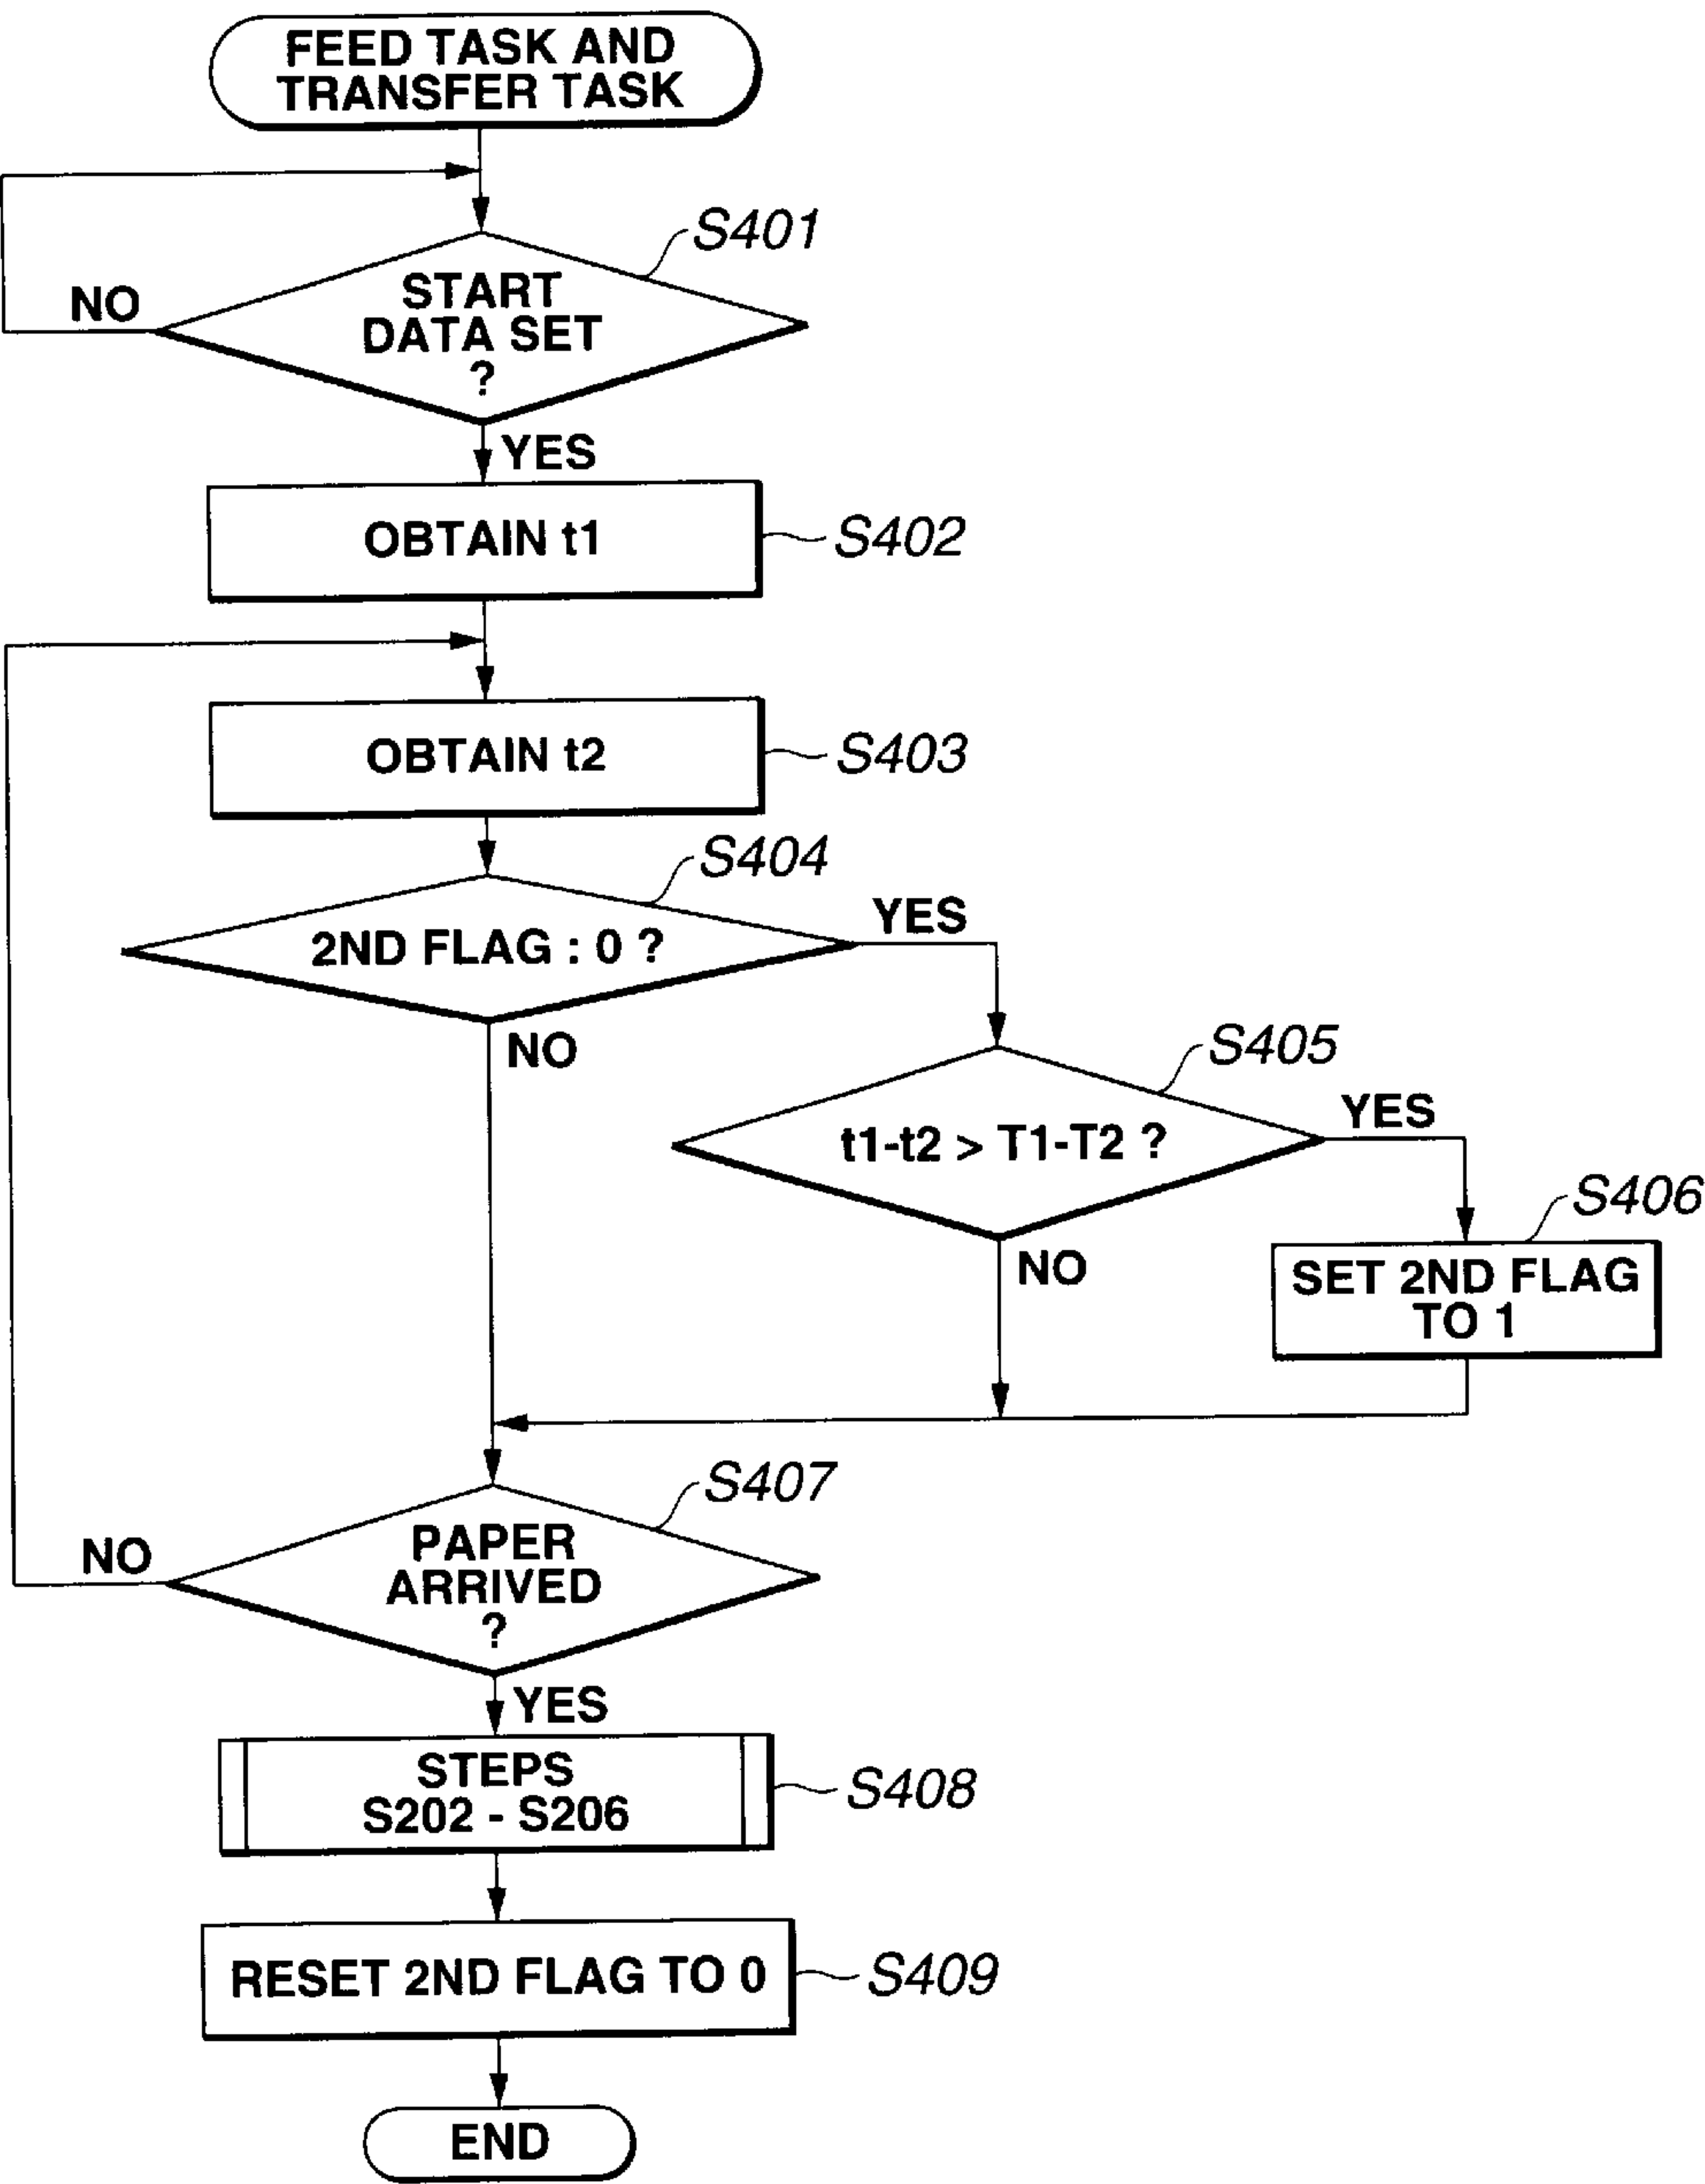 FEED TASK AND
TRANSFER TASK
S401
NO
START
DATA SET
?
YES
OBTAIN t1
S402
OBTAIN t2
S403
S404
2ND FLAG : 0 ?
YES
NO
S405
t1-t2 > T1-T2 ?
YES
S406
NO
SET 2ND FLAG
TO 1
S407
NO
PAPER
ARRIVED
?
YES
STEPS
S202 - S206
S408
RESET 2ND FLAG TO 0
S409
END